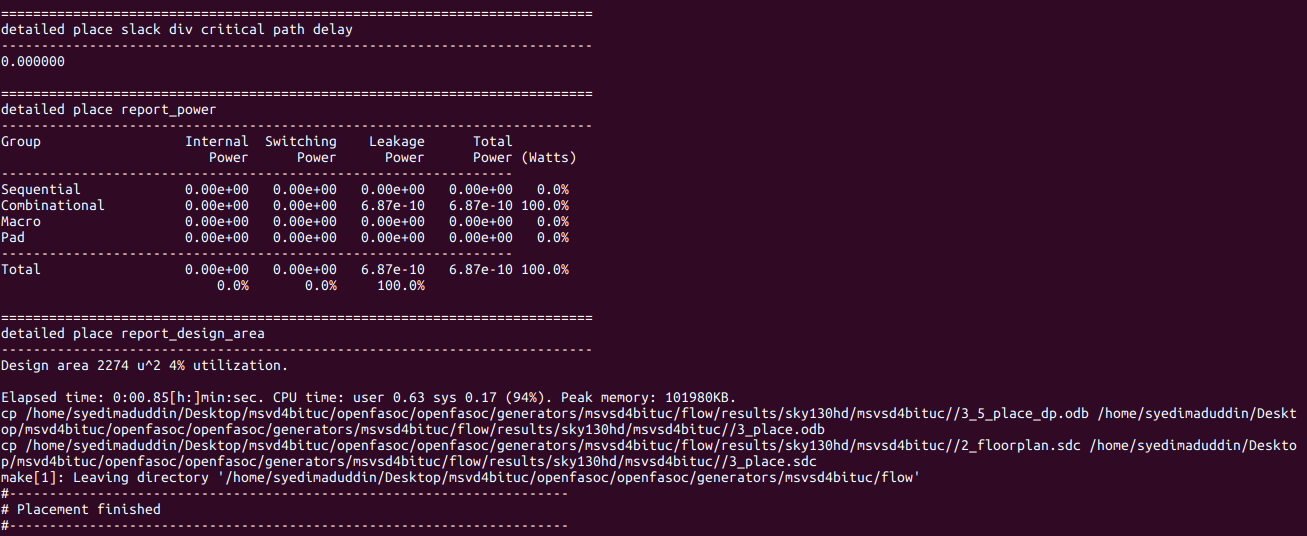 ==========================================================================
detailed place slack div critical path delay
--------------------------------------------------------------------------
0.000000
==========================================================================
detailed place report_power
--------------------------------------------------------------------------
Group                  Internal  Switching    Leakage      Total
                          Power      Power      Power      Power (Watts)
----------------------------------------------------------------
Sequential             0.00e+00   0.00e+00   0.00e+00   0.00e+00   0.0%
Combinational          0.00e+00   0.00e+00   6.87e-10   6.87e-10 100.0%
Macro                  0.00e+00   0.00e+00   0.00e+00   0.00e+00   0.0%
Pad                    0.00e+00   0.00e+00   0.00e+00   0.00e+00   0.0%
----------------------------------------------------------------
Total                  0.00e+00   0.00e+00   6.87e-10   6.87e-10 100.0%
                           0.0%       0.0%     100.0%
==========================================================================
detailed place report_design_area
--------------------------------------------------------------------------
Design area 2274 u^2 4% utilization.
Elapsed time: 0:00.85[h:]min:sec. CPU time: user 0.63 sys 0.17 (94%). Peak memory: 101980KB.
cp /home/syedimaduddin/Desktop/msvd4bituc/openfasoc/openfasoc/generators/msvsd4bituc/flow/results/sky130hd/msvsd4bituc//3_5_place_dp.odb /home/syedimaduddin/Deskt
op/msvd4bituc/openfasoc/openfasoc/generators/msvsd4bituc/flow/results/sky130hd/msvsd4bituc//3_place.odb
cp /home/syedimaduddin/Desktop/msvd4bituc/openfasoc/openfasoc/generators/msvsd4bituc/flow/results/sky130hd/msvsd4bituc//2_floorplan.sdc /home/syedimaduddin/Deskto
p/msvd4bituc/openfasoc/openfasoc/generators/msvsd4bituc/flow/results/sky130hd/msvsd4bituc//3_place.sdc
make[1]: Leaving directory '/home/syedimaduddin/Desktop/msvd4bituc/openfasoc/openfasoc/generators/msvsd4bituc/flow'
#----------------------------------------------------------------------
# Placement finished
#----------------------------------------------------------------------